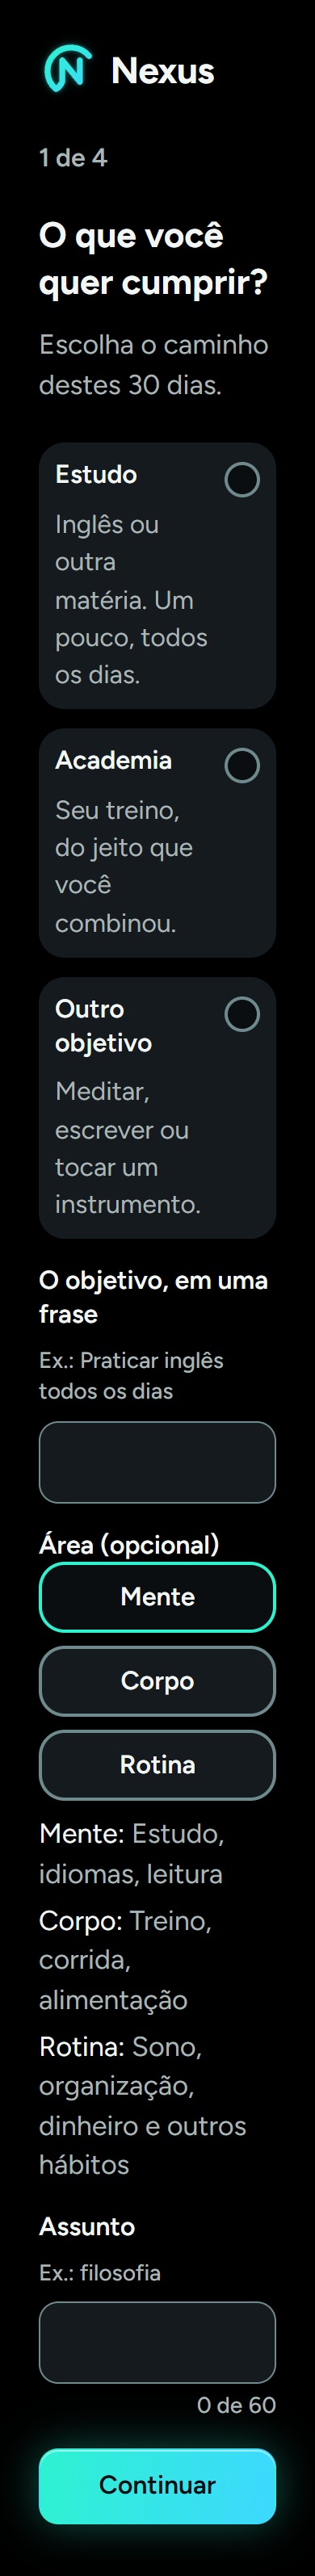 Nexus
1 de 4
O que você
quer cumprir?
Escolha o caminho
destes 30 dias.
Estudo
Inglês ou
outra
matéria. Um
pouco, todos
os dias.
Academia
Seu treino,
do jeito que
você
combinou.
Outro
objetivo
Meditar,
escrever ou
tocar um
instrumento.
O objetivo, em uma
frase
Ex.: Praticar inglês
todos os dias
Área (opcional)
Mente
Corpo
Rotina
Mente: Estudo,
idiomas, leitura
Corpo: Treino,
corrida,
alimentação
Rotina: Sono,
organização,
dinheiro e outros
hábitos
Assunto
Ex.: filosofia
0 de 60
Continuar